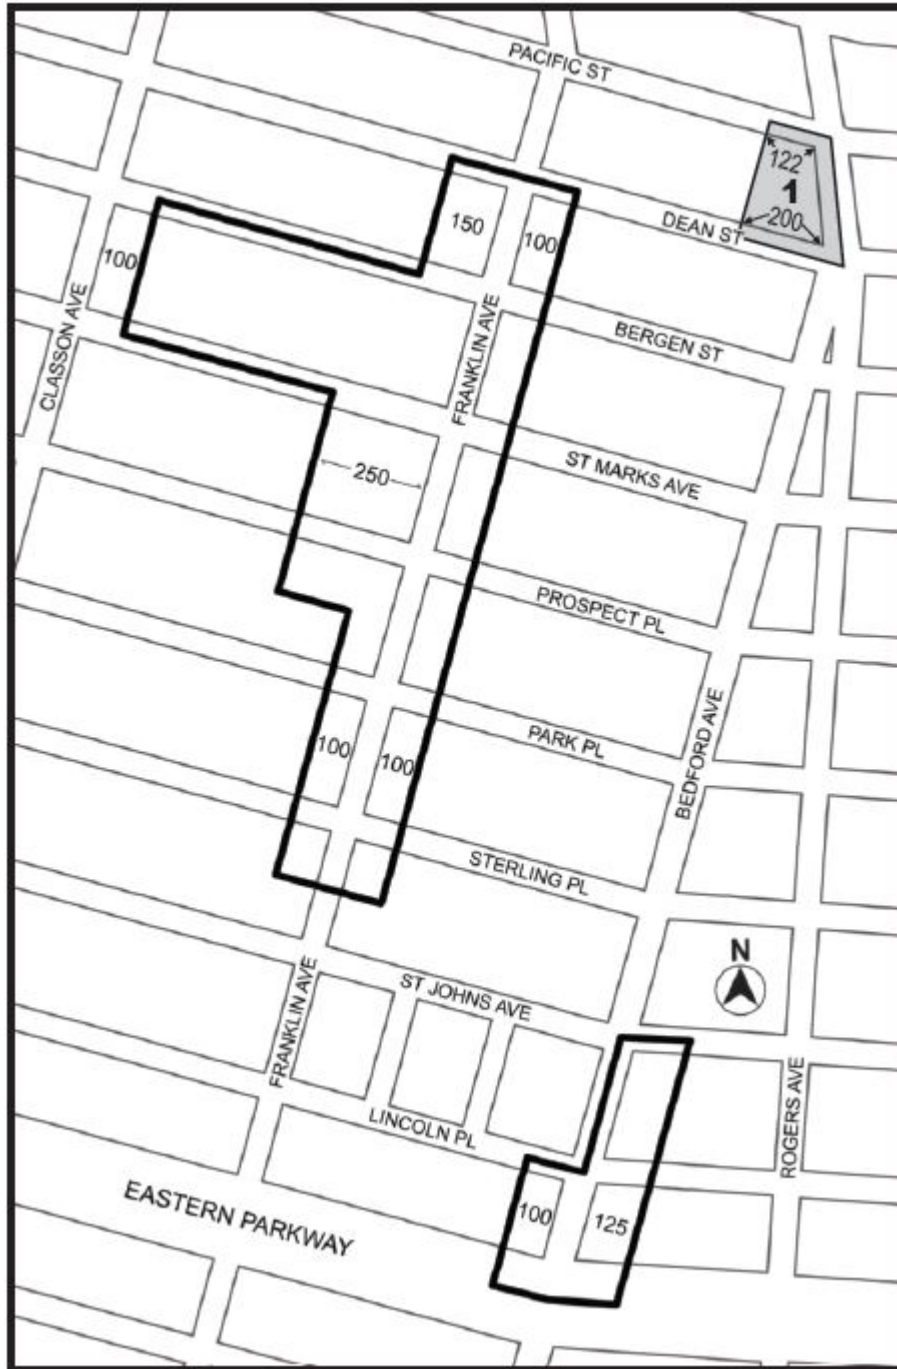 PACIFIC ST
122
1
200
150
100
DEAN ST
100
CLASSON AVE
FRANKLIN AVE
BERGEN ST
250
ST MARKS AVE
PROSPECT PL
BEDFORD AVE
PARK PL
100
100
STERLING PL
N
FRANKLIN AVE
ST JOHNS AVE
ROGERS AVE
LINCOLN PL
EASTERN PARKWAY
100
125